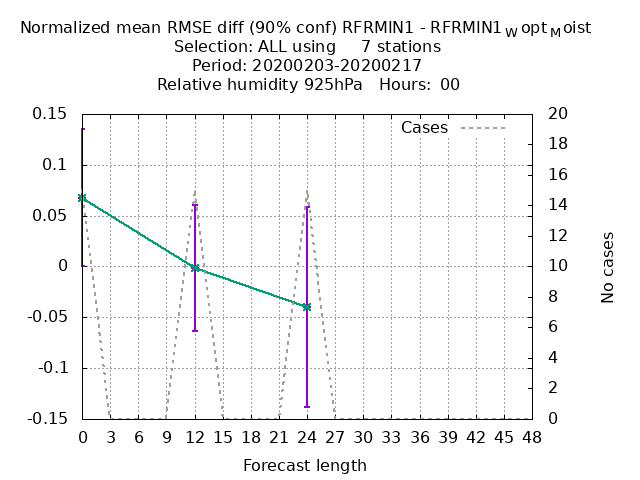 Normalized mean RMSE diff (90% conf) RFRMIN1 - RFRMIN1WoptMoist
Selection: ALL using 7 stations
Period: 20200203-20200217
Relative humidity 925hPa Hours: 00
Cases
0.15
0.1
0.05
0
-0.05
-0.1
-0.15
20
18
16
14
12
10
8
6
4
2
0
No cases
0 3 6 9 12 15 18 21 24 27 30 33 36 39 42 45 48
Forecast length